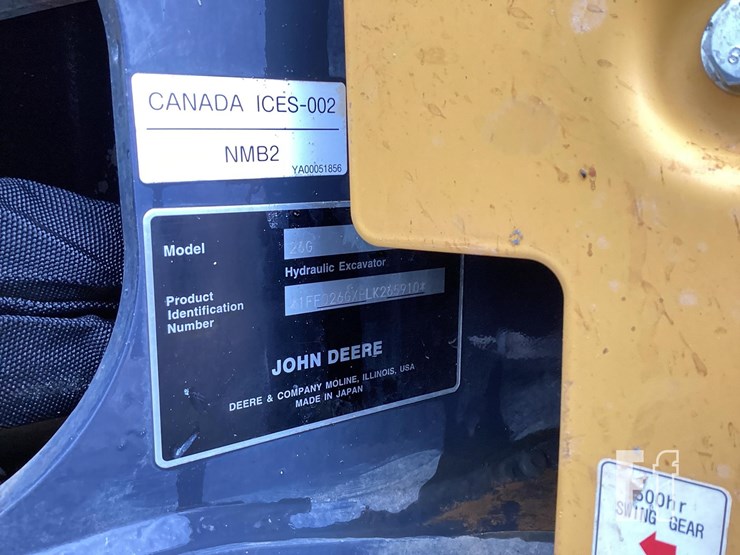 CANADA ICES-002
NMB2
YA00051856
Model
26G
Hydraulic Excavator
Product
Identification
Number
JOHN DEERE
DEERE & COMPANY MOLINE, ILLINOIS, USA
MADE IN JAPAN
500hr
SWING GEAR